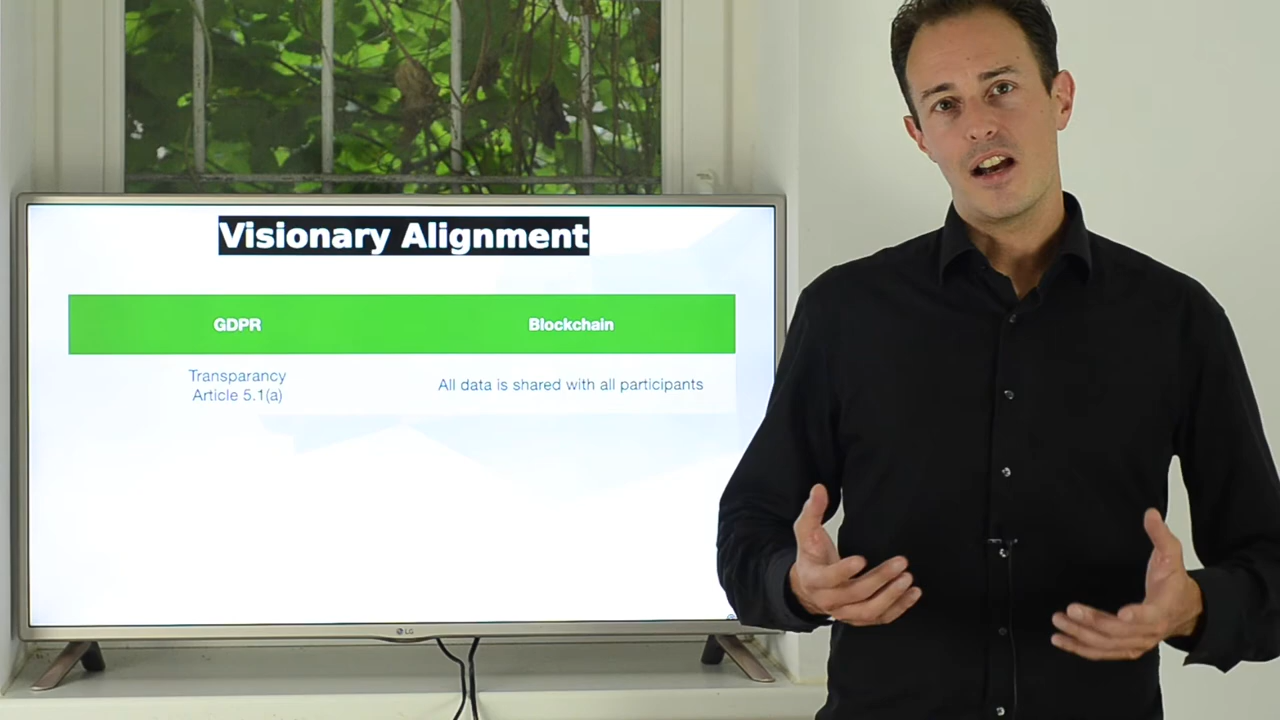 Visionary Alignment
GDPR
Blockchain
Transparancy
Article 5.1(a)
All data is shared with all participants
LG